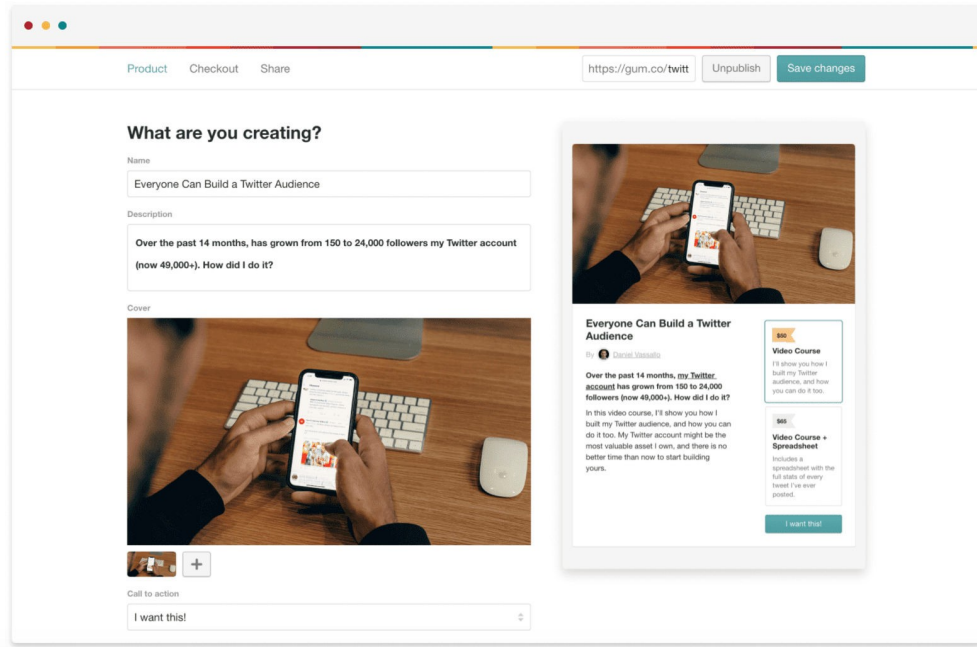 Product Checkout Share https://gum.co/twitt Unpublish Save changes
What are you creating?
Name
Everyone Can Build a Twitter Audience
Description
Over the past 14 months, has grown from 150 to 24,000 followers my Twitter account
(now 49,000+). How did I do it?
Cover
Call to action
I want this!
Everyone Can Build a Twitter
Audience
By Daniel Vassallo
Over the past 14 months, my Twitter
account has grown from 150 to 24,000
followers (now 49,000+). How did I do it?
In this video course, I'll show you how I
built my Twitter audience, and how you can
do it too. My Twitter account might be the
most valuable asset I own, and there is no
better time than now to start building
yours.
$50
Video Course
I'll show you how I
built my Twitter
audience, and how
you can do it too.
$65
Video Course +
Spreadsheet
Includes a
spreadsheet with the
full stats of every
tweet I've ever
posted.
I want this!